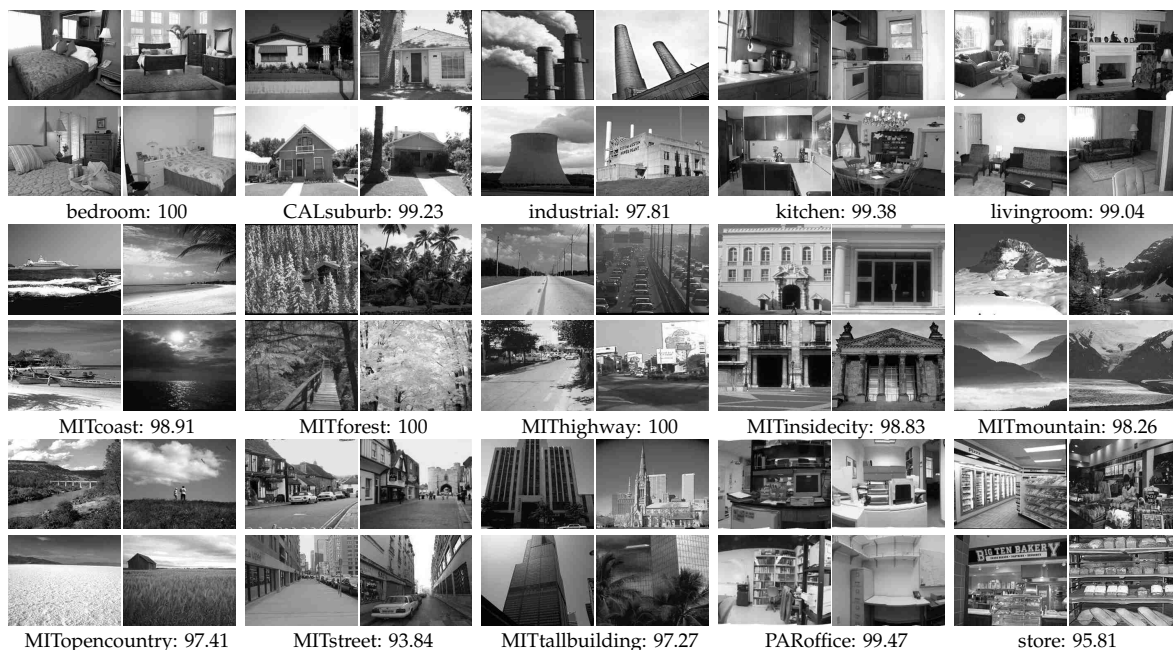 bedroom: 100
CALsuburb: 99.23
industrial: 97.81
kitchen: 99.38
livingroom: 99.04
MITcoast: 98.91
MITforest: 100
MIThighway: 100
MITinsidecity: 98.83
MITmountain: 98.26
BIG TEN BAKERY
MITopencountry: 97.41
MITstreet: 93.84
MITtallbuilding: 97.27
PARoffice: 99.47
store: 95.81